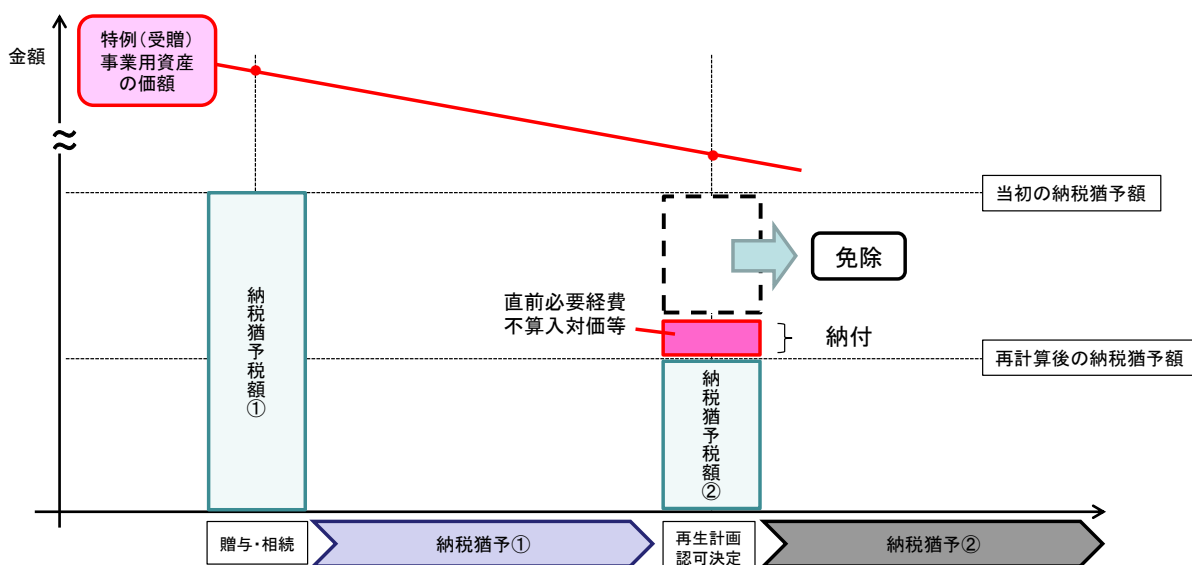 金額
特例(受贈)
事業用資産
の価額
≈
当初の納税猶予額
免除
直前必要経費
不算入対価等
納付
再計算後の納税猶予額
納税猶予税額①
納税猶予税額②
贈与・相続
納税猶予①
再生計画
認可決定
納税猶予②